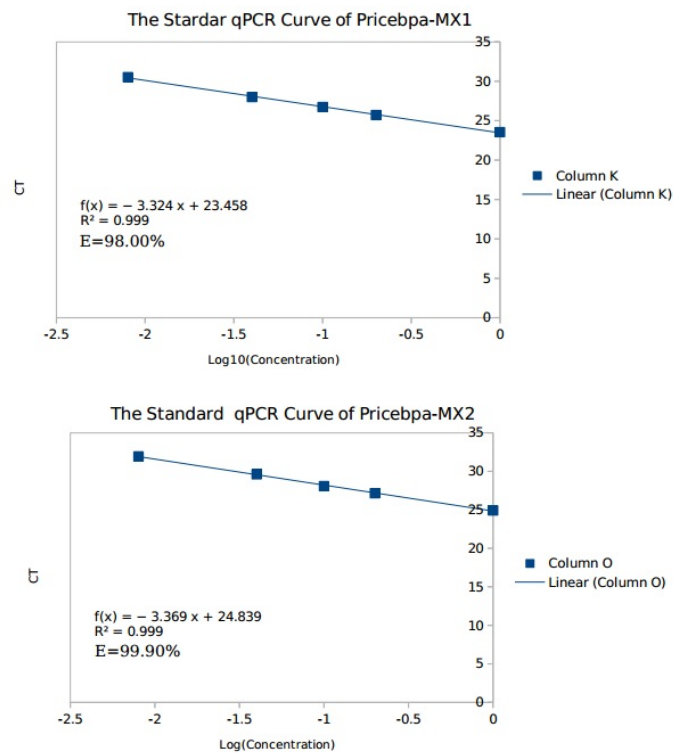 The Stardar qPCR Curve of Pricebpa-MX1
35
30
25
20
15
10
5
0
CT
f(x) = − 3.324 x + 23.458
R² = 0.999
E=98.00%
-2.5 -2 -1.5 -1 -0.5 0
Log10(Concentration)
Column K
Linear (Column K)
The Standard qPCR Curve of Pricebpa-MX2
35
30
25
20
15
10
5
0
CT
f(x) = − 3.369 x + 24.839
R² = 0.999
E=99.90%
-2.5 -2 -1.5 -1 -0.5 0
Log(Concentration)
Column O
Linear (Column O)